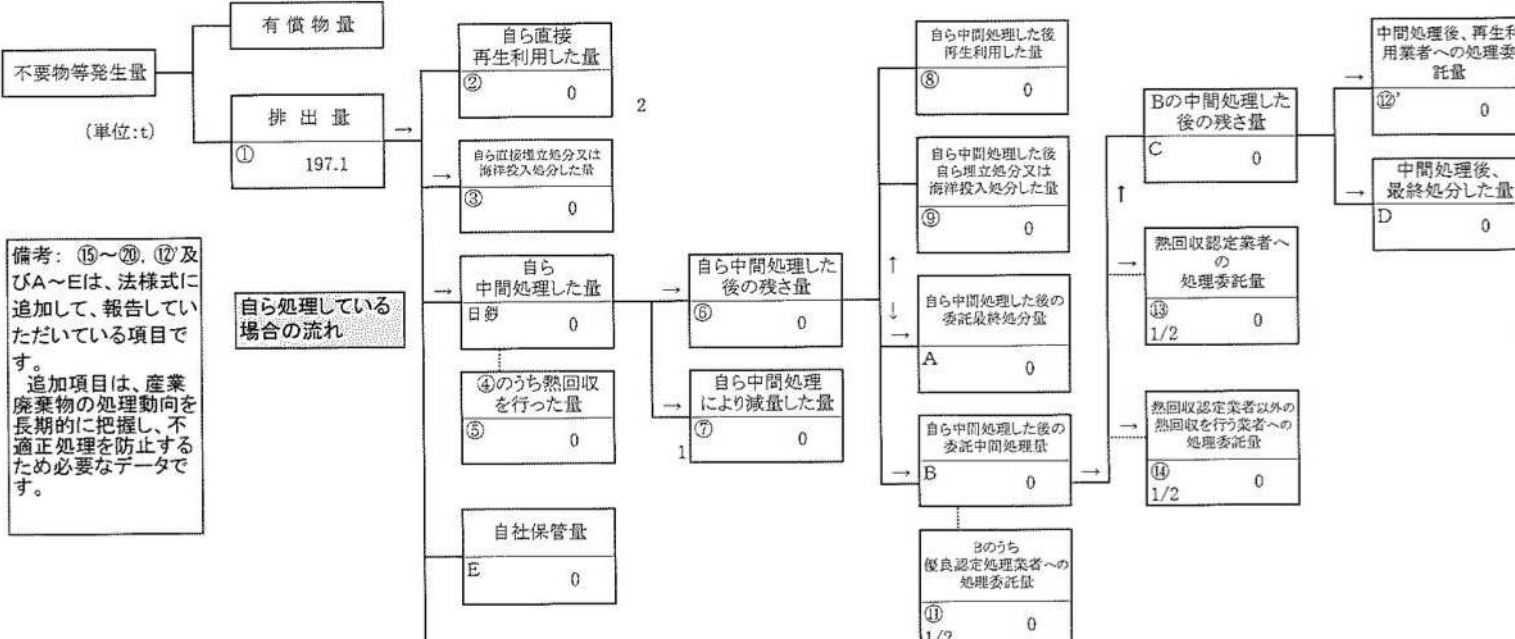 有償物量
不要物等発生量
(単位:t)
排出量
→
①
197.1
備考: ⑮～⑳, ⑫'及
びA～Eは、法様式に
追加して、報告してい
ただいている項目で
す。
追加項目は、産業
廃棄物の処理動向を
長期的に把握し、不
適正処理を防止する
ため必要なデータで
す。
自ら処理している
場合の流れ
自ら直接
再生利用した量
②
0
2
→
自ら直接埋立処分又は
海洋投入処分した量
③
0
→
自ら
中間処理した量
日
0
④のうち熱回収
を行った量
⑤
0
自社保管量
E
0
→
自ら中間処理した
後の残さ量
⑥
0
→
自ら中間処理
により減量した量
⑦
0
1
自ら中間処理した後
再生利用した量
⑧
0
自ら中間処理した後
自ら埋立処分又は
海洋投入処分した量
⑨
0
↑
↓
→
自ら中間処理した後の
委託最終処分量
A
0
→
自ら中間処理した後の
委託中間処理量
B
0
→
Bのうち
優良認定処理業者への
処理委託量
⑪
1/2
0
Bの中間処理した
後の残さ量
C
0
↑
→
熱回収認定業者へ
の
処理委託量
⑬
1/2
0
→
熱回収認定業者以外の
熱回収を行う業者への
処理委託量
⑭
1/2
0
→
中間処理後、再生利
用業者への処理委
託量
⑫'
0
→
中間処理後、
最終処分した量
D
0